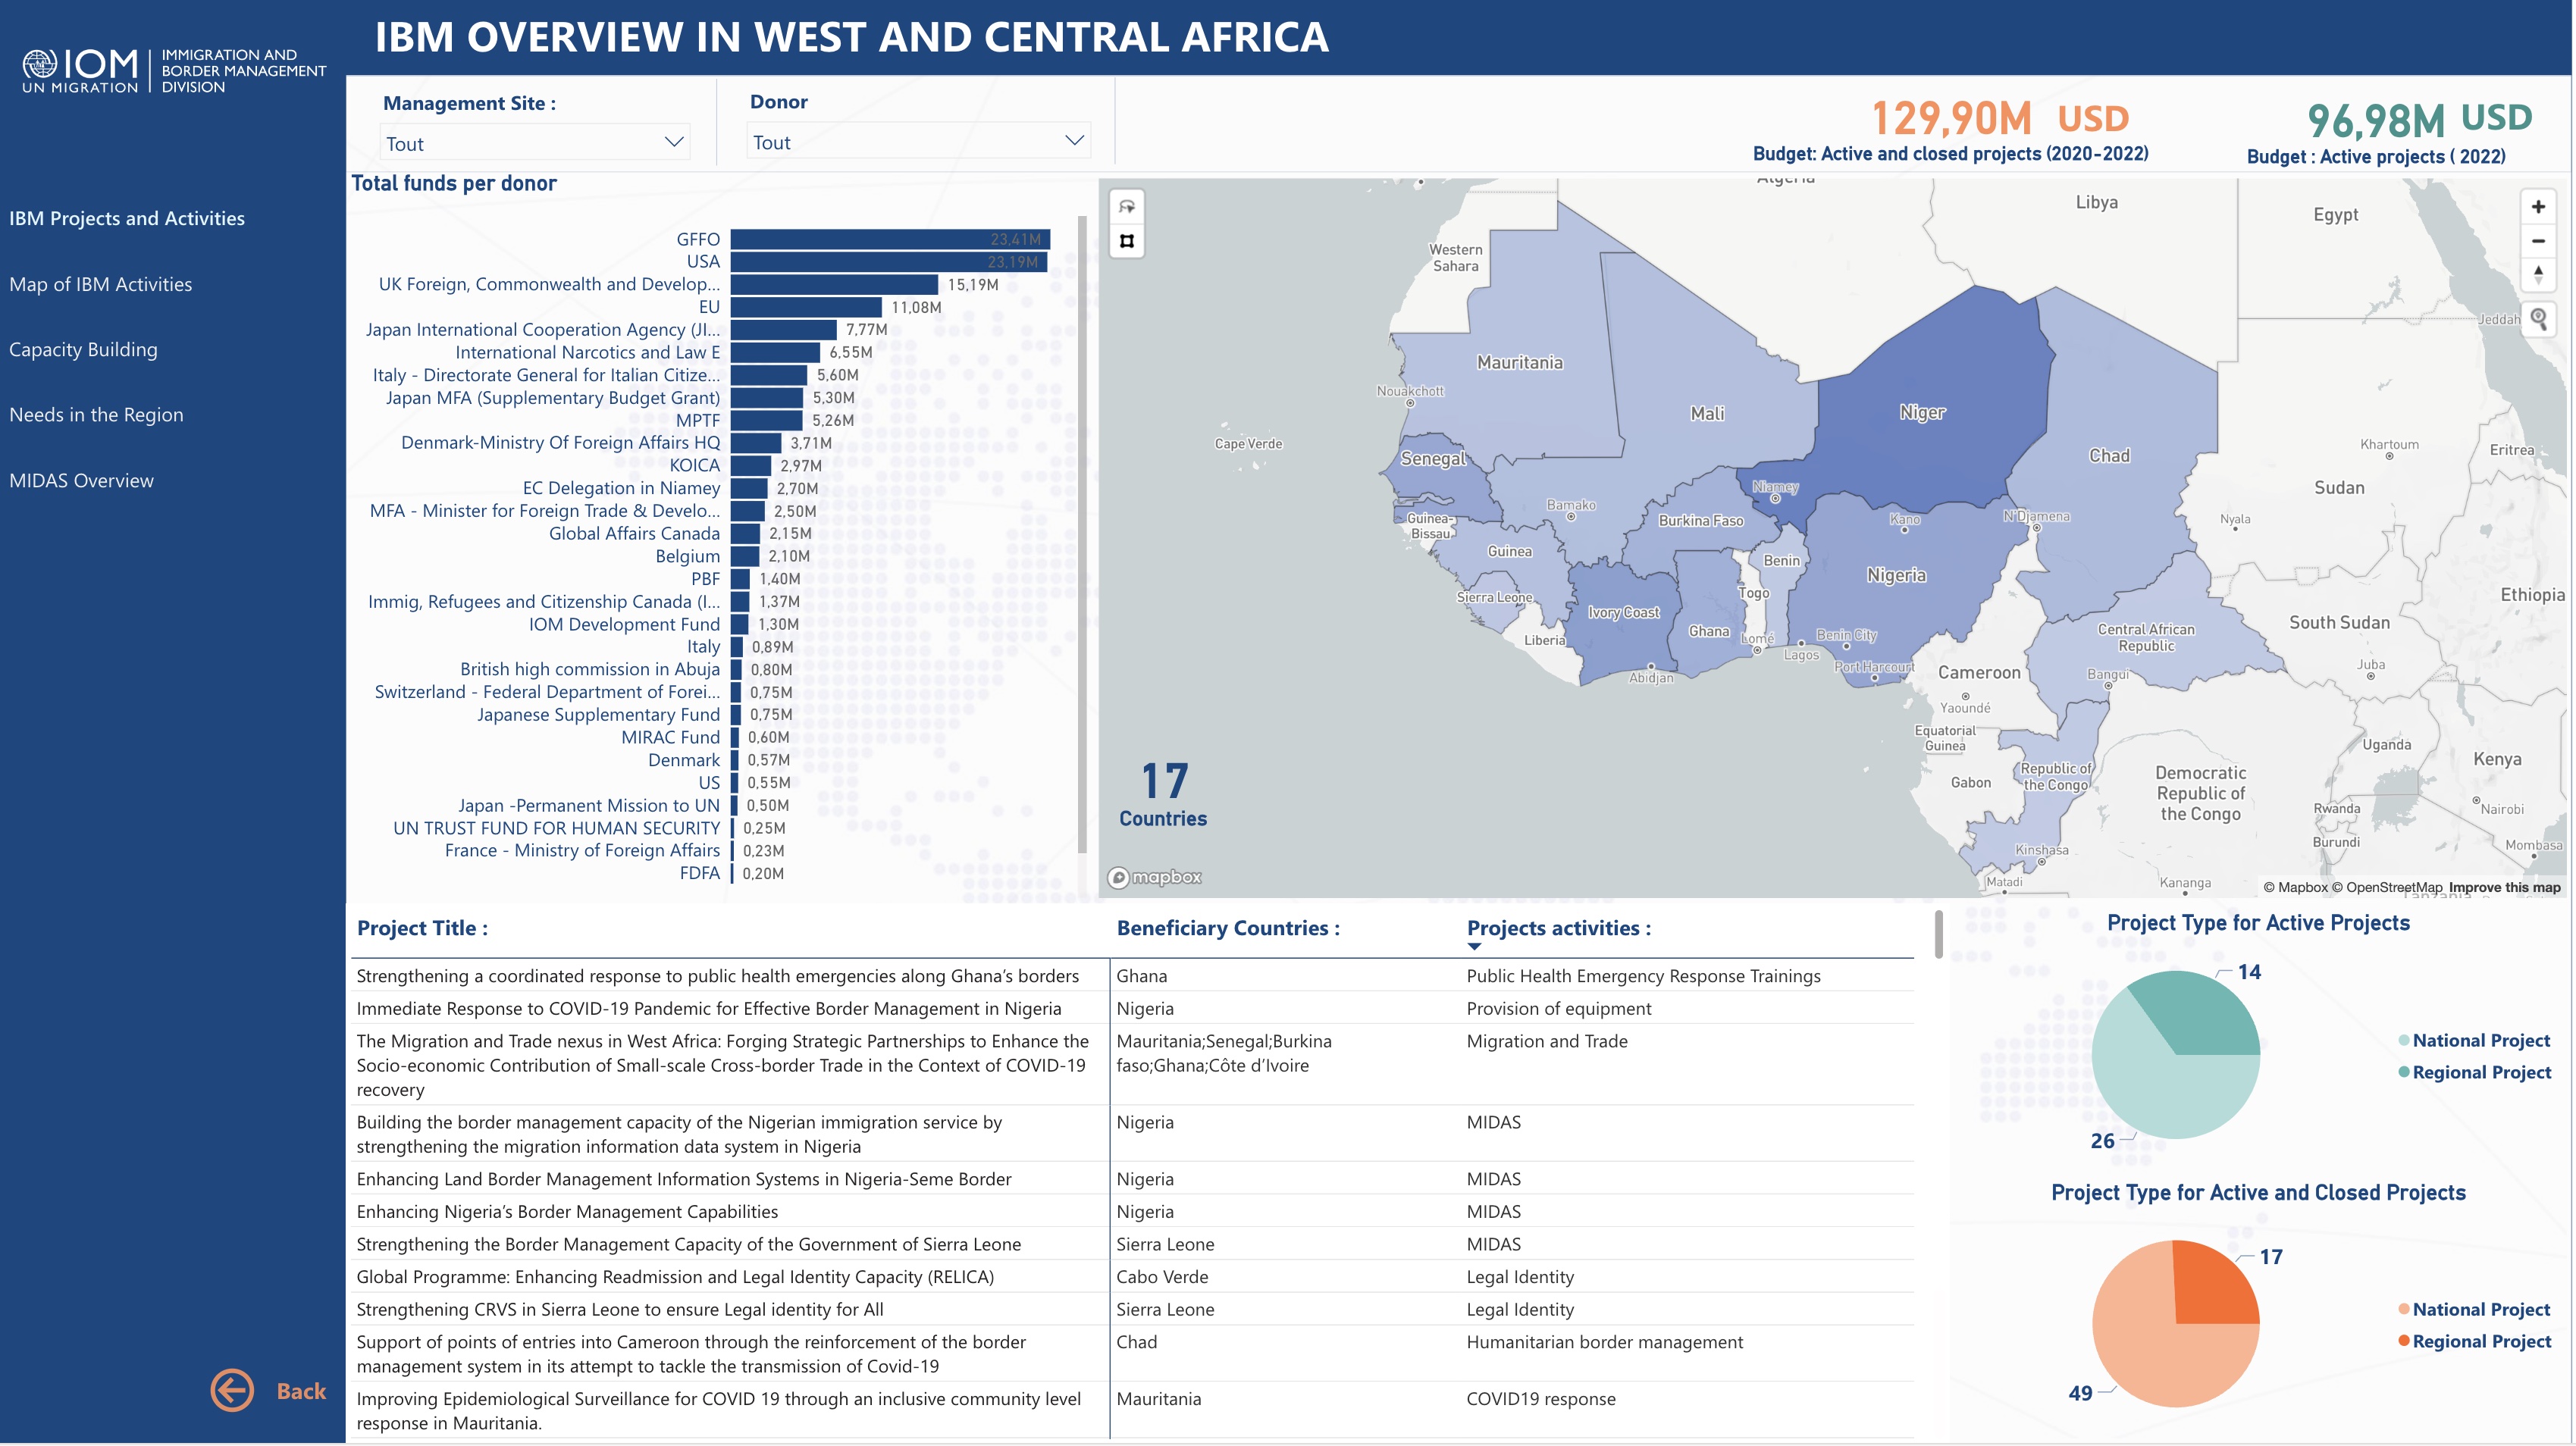 IBM OVERVIEW IN WEST AND CENTRAL AFRICA
IOM
UN MIGRATION
IMMIGRATION AND
BORDER MANAGEMENT
DIVISION
IBM Projects and Activities
Map of IBM Activities
Capacity Building
Needs in the Region
MIDAS Overview
Back
Management Site :
Tout
Donor
Tout
129,90M USD
Budget: Active and closed projects (2020-2022)
96,98M USD
Budget : Active projects ( 2022)
Total funds per donor
GFFO 23,41M
USA 23,19M
UK Foreign, Commonwealth and Develop... 15,19M
EU 11,08M
Japan International Cooperation Agency (JI... 7,77M
International Narcotics and Law E 6,55M
Italy - Directorate General for Italian Citize... 5,60M
Japan MFA (Supplementary Budget Grant) 5,30M
MPTF 5,26M
Denmark-Ministry Of Foreign Affairs HQ 3,71M
KOICA 2,97M
EC Delegation in Niamey 2,70M
MFA - Minister for Foreign Trade & Develo... 2,50M
Global Affairs Canada 2,15M
Belgium 2,10M
PBF 1,40M
Immig, Refugees and Citizenship Canada (I... 1,37M
IOM Development Fund 1,30M
Italy 0,89M
British high commission in Abuja 0,80M
Switzerland - Federal Department of Forei... 0,75M
Japanese Supplementary Fund 0,75M
MIRAC Fund 0,60M
Denmark 0,57M
US 0,55M
Japan -Permanent Mission to UN 0,50M
UN TRUST FUND FOR HUMAN SECURITY 0,25M
France - Ministry of Foreign Affairs 0,23M
FDFA 0,20M
Algeria
Libya
Egypt
Western
Sahara
Jeddah
Mauritania
Nouakchott
Mali
Niger
Cape Verde
Khartoum
Eritrea
Senegal
Chad
Sudan
Niamey
Bamako
Burkina Faso
Kano
N'Djamena
Nyala
Guinea-
Bissau
Guinea
Benin
Nigeria
Sierra Leone
Togo
Ethiopia
Ivory Coast
Ghana
Liberia
Lomé
Benin City
Lagos
Central African
Republic
South Sudan
Abidjan
Port Harcourt
Cameroon
Bangui
Juba
Yaoundé
Equatorial
Guinea
Uganda
Kenya
Gabon
Republic of
the Congo
Democratic
Republic of
the Congo
Rwanda
Nairobi
Burundi
Mombasa
Kinshasa
Matadi
Kananga
Tanzania
17
Countries
mapbox
© Mapbox © OpenStreetMap Improve this map
Project Title : Beneficiary Countries : Projects activities :
Strengthening a coordinated response to public health emergencies along Ghana’s borders Ghana Public Health Emergency Response Trainings
Immediate Response to COVID-19 Pandemic for Effective Border Management in Nigeria Nigeria Provision of equipment
The Migration and Trade nexus in West Africa: Forging Strategic Partnerships to Enhance the Mauritania;Senegal;Burkina Migration and Trade
Socio-economic Contribution of Small-scale Cross-border Trade in the Context of COVID-19 faso;Ghana;Côte d’Ivoire
recovery
Building the border management capacity of the Nigerian immigration service by Nigeria MIDAS
strengthening the migration information data system in Nigeria
Enhancing Land Border Management Information Systems in Nigeria-Seme Border Nigeria MIDAS
Enhancing Nigeria’s Border Management Capabilities Nigeria MIDAS
Strengthening the Border Management Capacity of the Government of Sierra Leone Sierra Leone MIDAS
Global Programme: Enhancing Readmission and Legal Identity Capacity (RELICA) Cabo Verde Legal Identity
Strengthening CRVS in Sierra Leone to ensure Legal identity for All Sierra Leone Legal Identity
Support of points of entries into Cameroon through the reinforcement of the border Chad Humanitarian border management
management system in its attempt to tackle the transmission of Covid-19
Improving Epidemiological Surveillance for COVID 19 through an inclusive community level Mauritania COVID19 response
response in Mauritania.
Project Type for Active Projects
14
26
National Project
Regional Project
Project Type for Active and Closed Projects
17
49
National Project
Regional Project